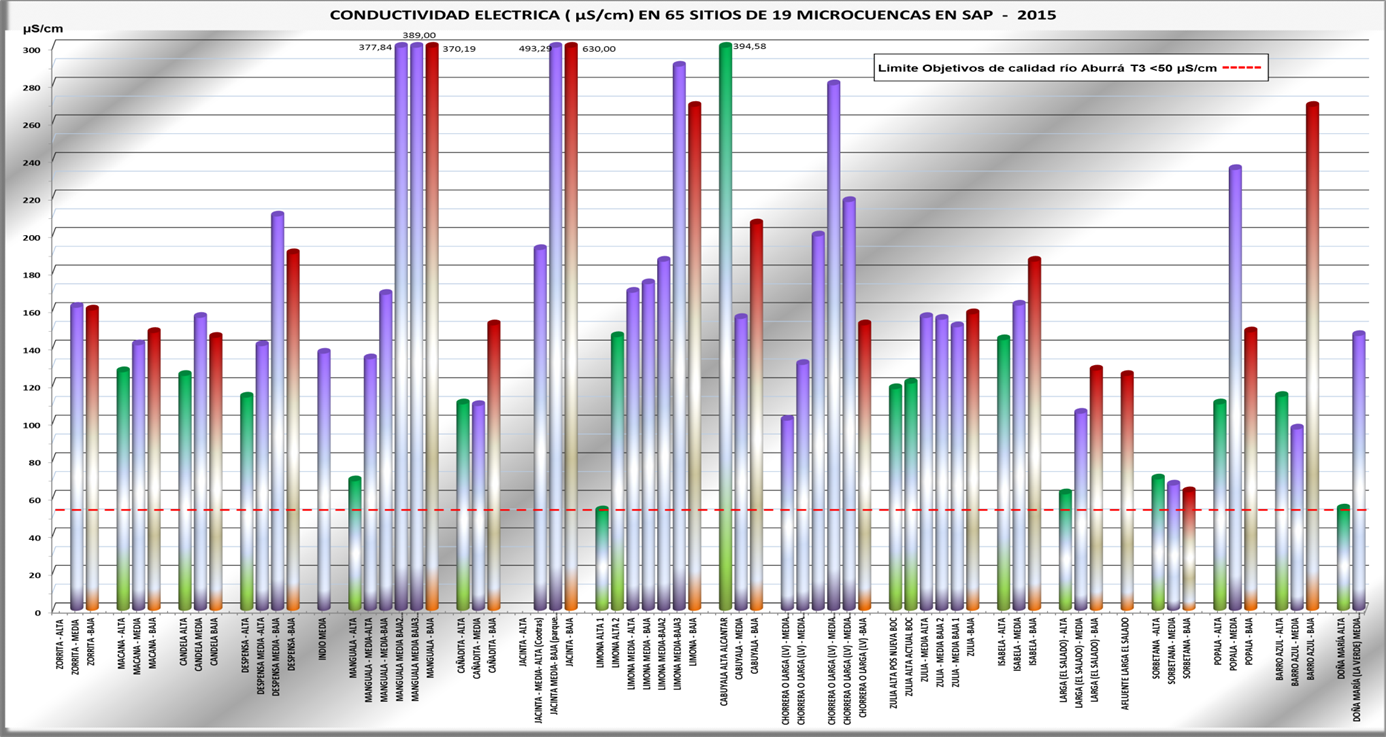 CONDUCTIVIDAD ELECTRICA ( µS/cm) EN 65 SITIOS DE 19 MICROCUENCAS EN SAP - 2015
µS/cm
389,00
377,84
370,19
493,29
630,00
394,58
Limite Objetivos de calidad río Aburrá T3 <50 µS/cm
300
280
260
240
220
200
180
160
140
120
100
80
60
40
20
0
ZORRITA - ALTA
ZORRITA - MEDIA
ZORRITA -BAJA
MACANA - ALTA
MACANA - MEDIA
MACANA - BAJA
CANDELA ALTA
CANDELA MEDIA
CANDELA BAJA
DESPENSA - ALTA
DESPENSA MEDIA -ALTA
DESPENSA MEDIA - BAJA
DESPENSA -BAJA
INDIO MEDIA
MANGUALA - ALTA
MANGUALA - MEDIA-ALTA
MANGUALA - MEDIA-BAJA
MANGUALA MEDIA BAJA2
MANGUALA MEDIA BAJA3
MANGUALA - BAJA
CAÑADITA - ALTA
CAÑADITA - MEDIA
CAÑADITA - BAJA
JACINTA - ALTA
JACINTA - MEDIA - ALTA (Cootras)
JACINTA MEDIA - BAJA (parque…
JACINTA - BAJA
LIMONA ALTA 1
LIMONA ALTA 2
LIMONA MEDIA - ALTA
LIMONA MEDIA - BAJA
LIMONA MEDIA -BAJA2
LIMONA MEDIA-BAJA3
LIMONA - BAJA
CABUYALA ALTA ALCANTAR
CABUYALA - MEDIA
CABUYALA - BAJA
CHORRERA O LARGA (LV) - MEDIA…
CHORRERA O LARGA (LV) - MEDIA…
CHORRERA O LARGA (LV) - MEDIA…
CHORRERA O LARGA (LV) - MEDIA…
CHORRERA O LARGA (LV) -BAJA
ZULIA ALTA POS NUEVA BOC
ZULIA ALTA ACTUAL BOC
ZULIA - MEDIA ALTA
ZULIA - MEDIA BAJA 2
ZULIA - MEDIA BAJA 1
ZULIA -BAJA
ISABELA - ALTA
ISABELA - MEDIA
ISABELA - BAJA
LARGA (EL SALADO) - ALTA
LARGA (EL SALADO) - MEDIA
LARGA (EL SALADO) - BAJA
AFLUENTE LARGA EL SALADO
SORBETANA -ALTA
SORBETANA - MEDIA
SORBETANA - BAJA
POPALA - ALTA
POPALA - MEDIA
POPALA - BAJA
BARRO AZUL - ALTA
BARRO AZUL - MEDIA
BARRO AZUL - BAJA
DOÑA MARÍA ALTA
DOÑA MARÍA (LA VERDE) MEDIA…